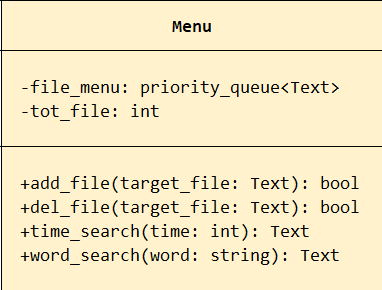 Menu
-file_menu: priority_queue<Text>
-tot_file: int
+add_file(target_file: Text): bool
+del_file(target_file: Text): bool
+time_search(time: int): Text
+word_search(word: string): Text